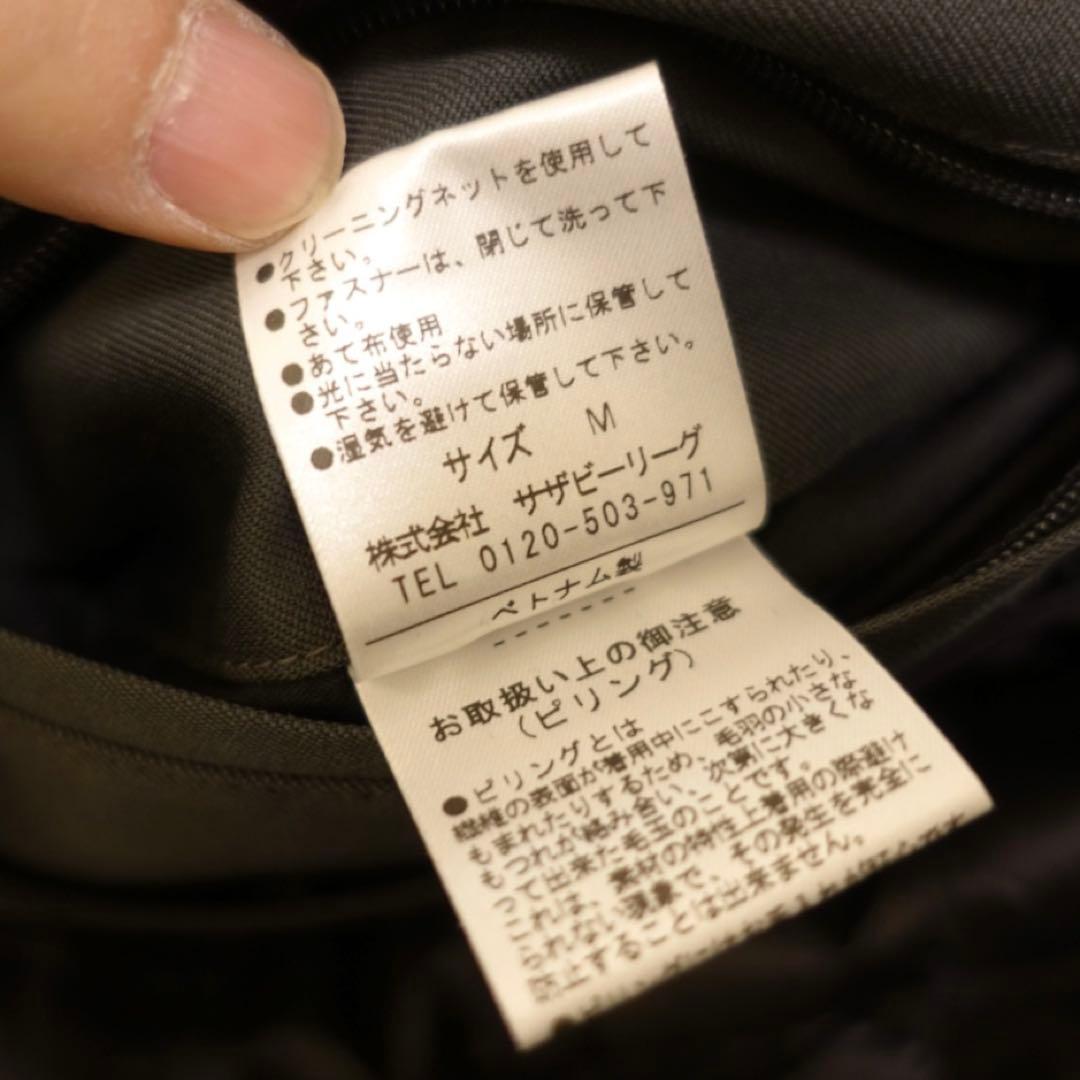 ●クリーニングネットを使用して
下さい。
●ファスナーは、閉じて洗って下
さい。
●あて布使用
●光に当たらない場所に保管して
下さい。
●湿気を避けて保管して下さい。
サイズ M
株式会社 サザビーリーグ
TEL 0120-503-971
ベトナム製
-------
お取扱い上の御注意
(ピリング)
●ピリングとは
繊維の表面が着用中にこすられたり、
もまれたりするため、毛羽の小さな
もつれが絡み合い、次第に大きくな
って出来た毛玉のことです。
これは、素材の特性上着用の際避け
られない現象で、その発生を完全に
防止することは出来ません。